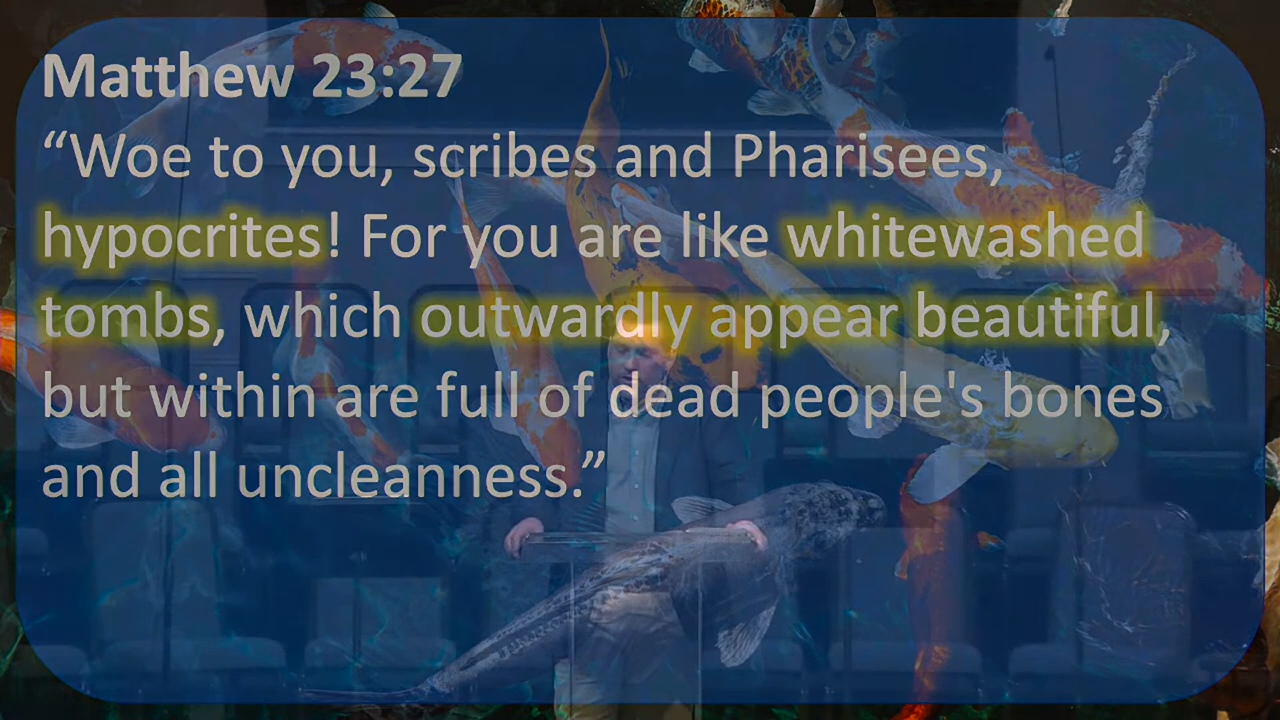 Matthew 23:27
“Woe to you, scribes and Pharisees,
hypocrites! For you are like whitewashed
tombs, which outwardly appear beautiful,
but within are full of dead people's bones
and all uncleanness.”